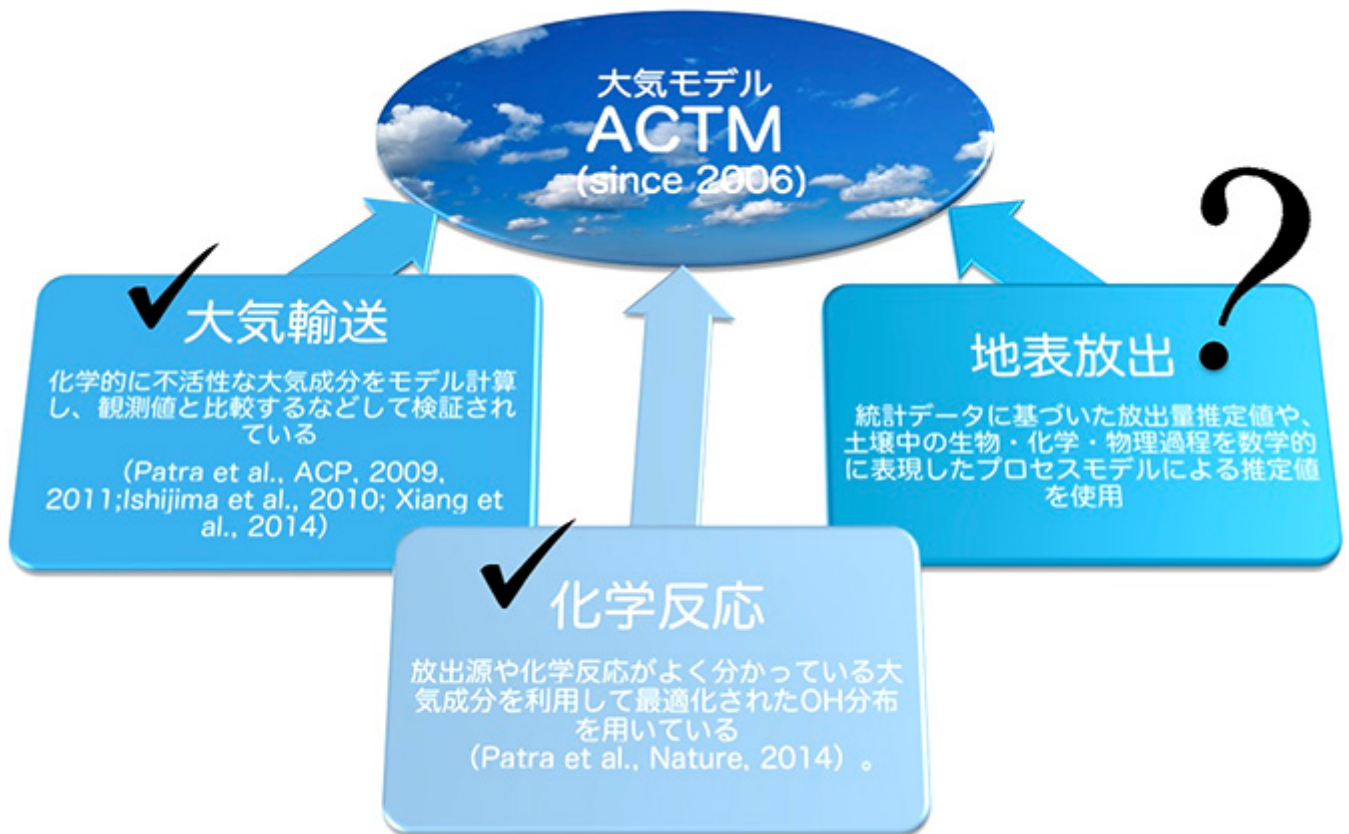 大気モデル
ACTM
(since 2006)
大気輸送
化学的に不活性な大気成分をモデル計算
し、観測値と比較するなどして検証され
ている
(Patra et al., ACP, 2009,
2011;Ishijima et al., 2010; Xiang et
al., 2014)
化学反応
放出源や化学反応がよく分かっている大
気成分を利用して最適化されたOH分布
を用いている
(Patra et al., Nature, 2014) 。
地表放出
?
統計データに基づいた放出量推定値や、
土壌中の生物・化学・物理過程を数学的
に表現したプロセスモデルによる推定値
を使用